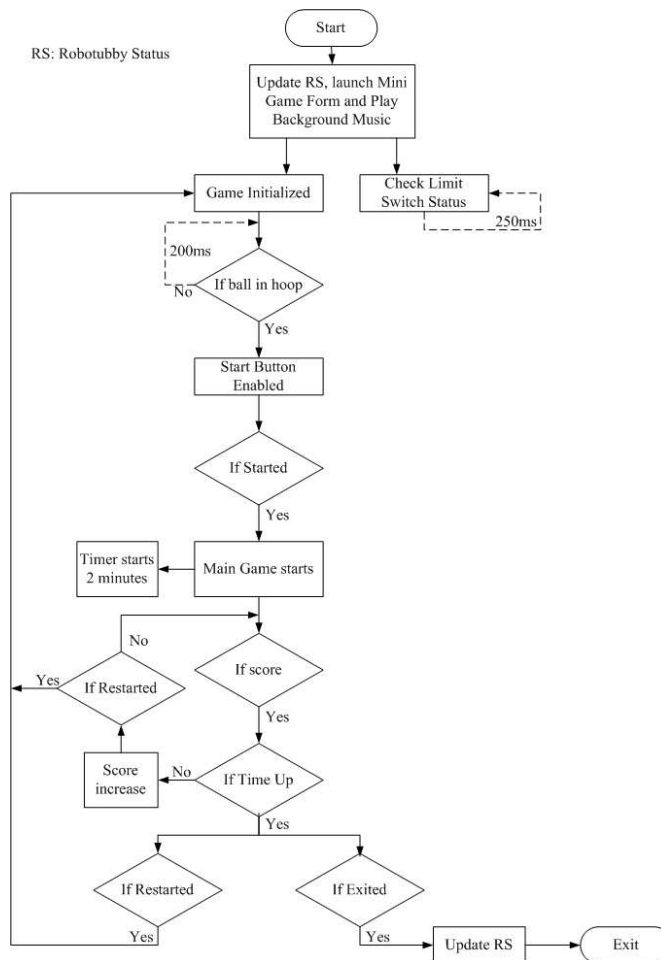 Start
RS: Robotubby Status
Update RS, launch Mini
Game Form and Play
Background Music
Game Initialized
Check Limit
Switch Status
250ms
200ms
No
If ball in hoop
Yes
Start Button
Enabled
If Started
Yes
Timer starts
2 minutes
Main Game starts
No
If score
Yes
If Restarted
Yes
Score
increase
No
If Time Up
Yes
If Restarted
Yes
If Exited
Yes
Update RS
Exit